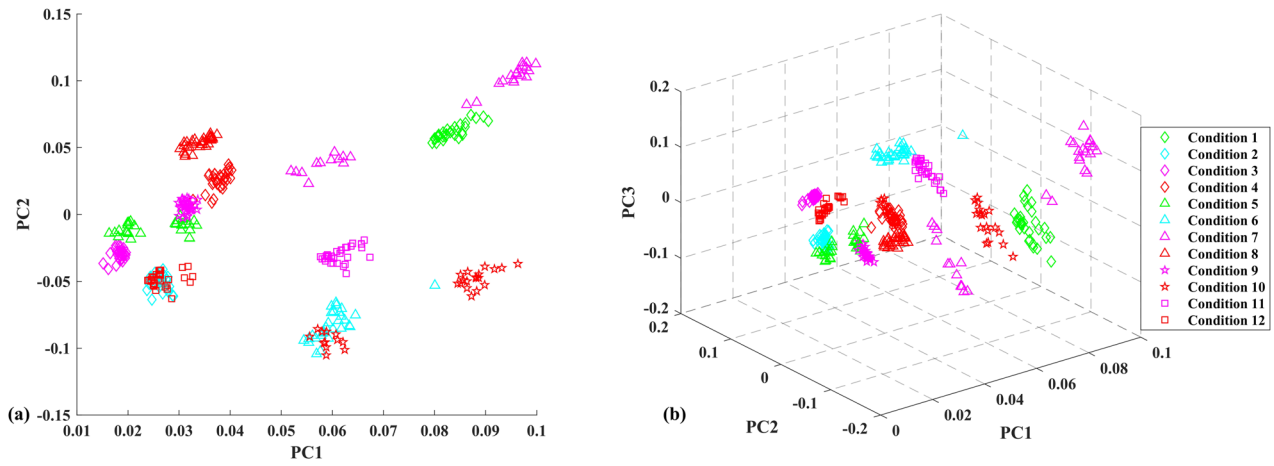 0.15
0.1
0.05
0
-0.05
-0.1
-0.15
PC2
0.01
0.02
0.03
0.04
0.05
0.06
0.07
0.08
0.09
0.1
PC1
(a)
0.2
0.1
0
-0.1
-0.2
PC3
0.2
0.1
0
-0.1
-0.2
PC2
0
0.02
0.04
0.06
0.08
0.1
PC1
(b)
Condition 1
Condition 2
Condition 3
Condition 4
Condition 5
Condition 6
Condition 7
Condition 8
Condition 9
Condition 10
Condition 11
Condition 12